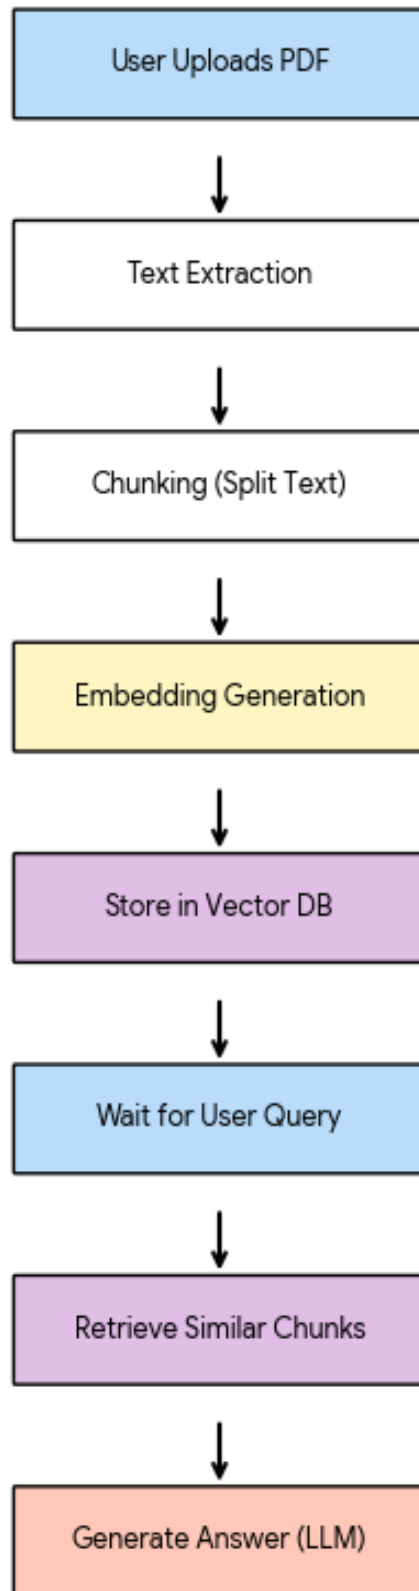 User Uploads PDF
Text Extraction
Chunking (Split Text)
Embedding Generation
Store in Vector DB
Wait for User Query
Retrieve Similar Chunks
Generate Answer (LLM)